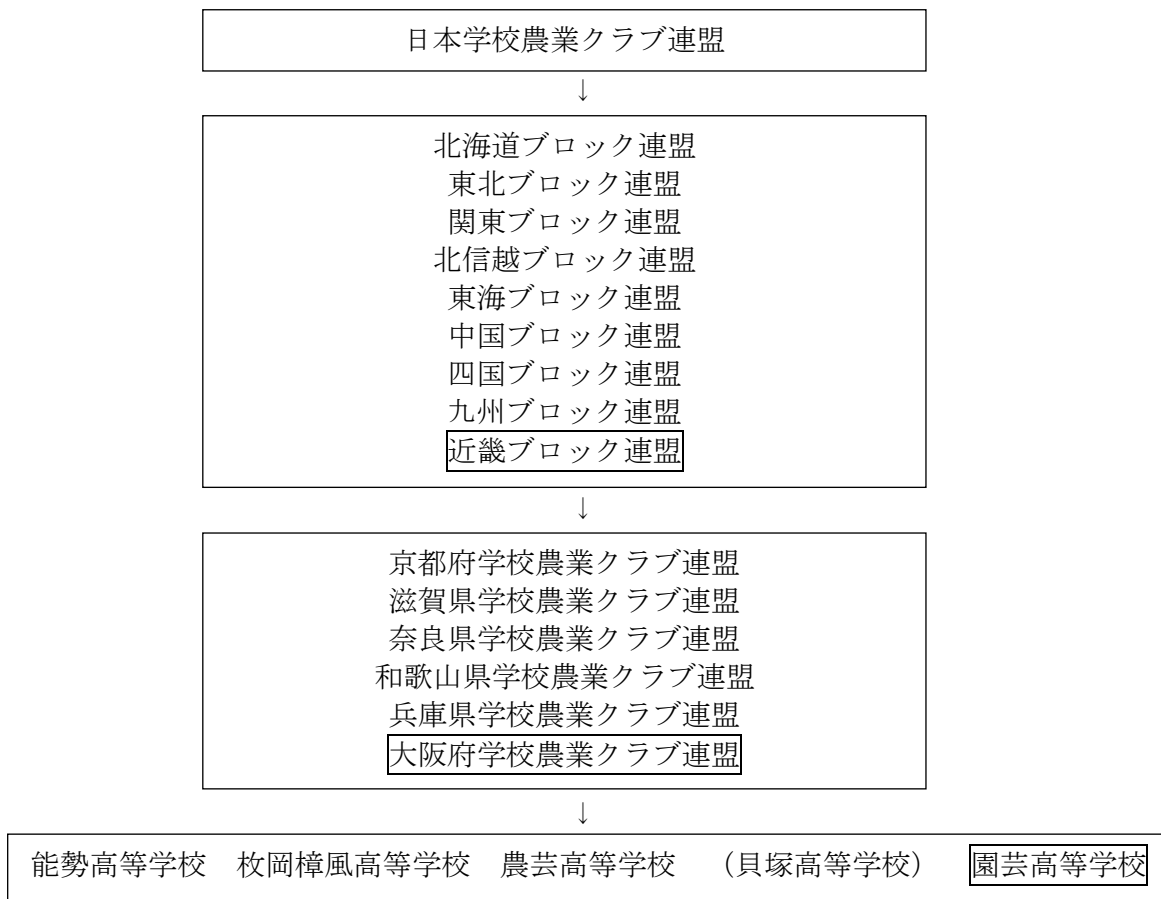 日本学校農業クラブ連盟
↓
北海道ブロック連盟
東北ブロック連盟
関東ブロック連盟
北信越ブロック連盟
東海ブロック連盟
中国ブロック連盟
四国ブロック連盟
九州ブロック連盟
近畿ブロック連盟
↓
京都府学校農業クラブ連盟
滋賀県学校農業クラブ連盟
奈良県学校農業クラブ連盟
和歌山県学校農業クラブ連盟
兵庫県学校農業クラブ連盟
大阪府学校農業クラブ連盟
↓
能勢高等学校　枚岡樟風高等学校　農芸高等学校　（貝塚高等学校）　園芸高等学校